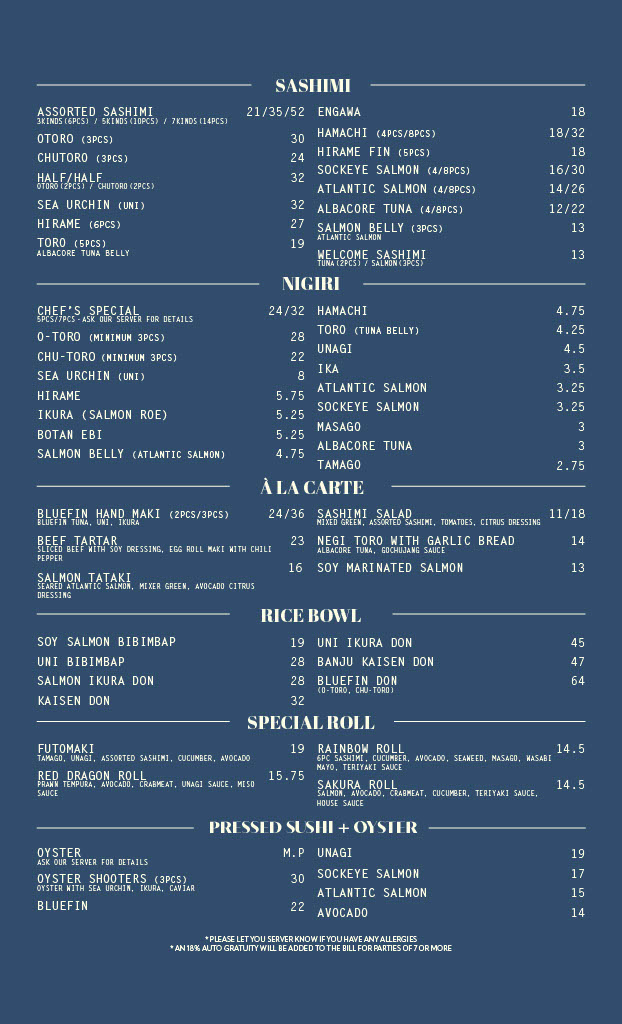 SASHIMI
ASSORTED SASHIMI 21/35/52
3KINDS(6PCS) / 5KINDS(10PCS) / 7KINDS(14PCS)
OTORO (3PCS) 30
CHUTORO (3PCS) 24
HALF/HALF 32
OTORO(2PCS) / CHUTORO(2PCS)
SEA URCHIN (UNI) 32
HIRAME (6PCS) 27
TORO (5PCS) 19
ALBACORE TUNA BELLY
ENGAWA 18
HAMACHI (4PCS/8PCS) 18/32
HIRAME FIN (5PCS) 18
SOCKEYE SALMON (4/8PCS) 16/30
ATLANTIC SALMON (4/8PCS) 14/26
ALBACORE TUNA (4/8PCS) 12/22
SALMON BELLY (3PCS) 13
ATLANTIC SALMON
WELCOME SASHIMI 13
TUNA(2PCS) / SALMON(3PCS)
NIGIRI
CHEF'S SPECIAL 24/32
5PCS/7PCS-ASK OUR SERVER FOR DETAILS
O-TORO (MINIMUM 3PCS) 28
CHU-TORO (MINIMUM 3PCS) 22
SEA URCHIN (UNI) 8
HIRAME 5.75
IKURA (SALMON ROE) 5.25
BOTAN EBI 5.25
SALMON BELLY (ATLANTIC SALMON) 4.75
HAMACHI 4.75
TORO (TUNA BELLY) 4.25
UNAGI 4.5
IKA 3.5
ATLANTIC SALMON 3.25
SOCKEYE SALMON 3.25
MASAGO 3
ALBACORE TUNA 3
TAMAGO 2.75
À LA CARTE
BLUEFIN HAND MAKI (2PCS/3PCS) 24/36
BLUEFIN TUNA, UNI, IKURA
BEEF TARTAR 23
SLICED BEEF WITH SOY DRESSING, EGG ROLL MAKI WITH CHILI
PEPPER
SALMON TATAKI 16
SEARED ATLANTIC SALMON, MIXER GREEN, AVOCADO CITRUS
DRESSING
SASHIMI SALAD 11/18
MIXED GREEN, ASSORTED SASHIMI, TOMATOES, CITRUS DRESSING
NEGI TORO WITH GARLIC BREAD 14
ALBACORE TUNA, GOCHUJANG SAUCE
SOY MARINATED SALMON 13
RICE BOWL
SOY SALMON BIBIMBAP 19
UNI BIBIMBAP 28
SALMON IKURA DON 28
KAISEN DON 32
UNI IKURA DON 45
BANJU KAISEN DON 47
BLUEFIN DON 64
(O-TORO, CHU-TORO)
SPECIAL ROLL
FUTOMAKI 19
TAMAGO, UNAGI, ASSORTED SASHIMI, CUCUMBER, AVOCADO
RED DRAGON ROLL 15.75
PRAWN TEMPURA, AVOCADO, CRABMEAT, UNAGI SAUCE, MISO
SAUCE
RAINBOW ROLL 14.5
6PC SASHIMI, CUCUMBER, AVOCADO, SEAWEED, MASAGO, WASABI
MAYO, TERIYAKI SAUCE
SAKURA ROLL 14.5
SALMON, AVOCADO, CRABMEAT, CUCUMBER, TERIYAKI SAUCE,
HOUSE SAUCE
PRESSED SUSHI + OYSTER
OYSTER M.P
ASK OUR SERVER FOR DETAILS
OYSTER SHOOTERS (3PCS) 30
OYSTER WITH SEA URCHIN, IKURA, CAVIAR
BLUEFIN 22
UNAGI 19
SOCKEYE SALMON 17
ATLANTIC SALMON 15
AVOCADO 14
* PLEASE LET YOU SERVER KNOW IF YOU HAVE ANY ALLERGIES
* AN 18% AUTO GRATUITY WILL BE ADDED TO THE BILL FOR PARTIES OF 7 OR MORE